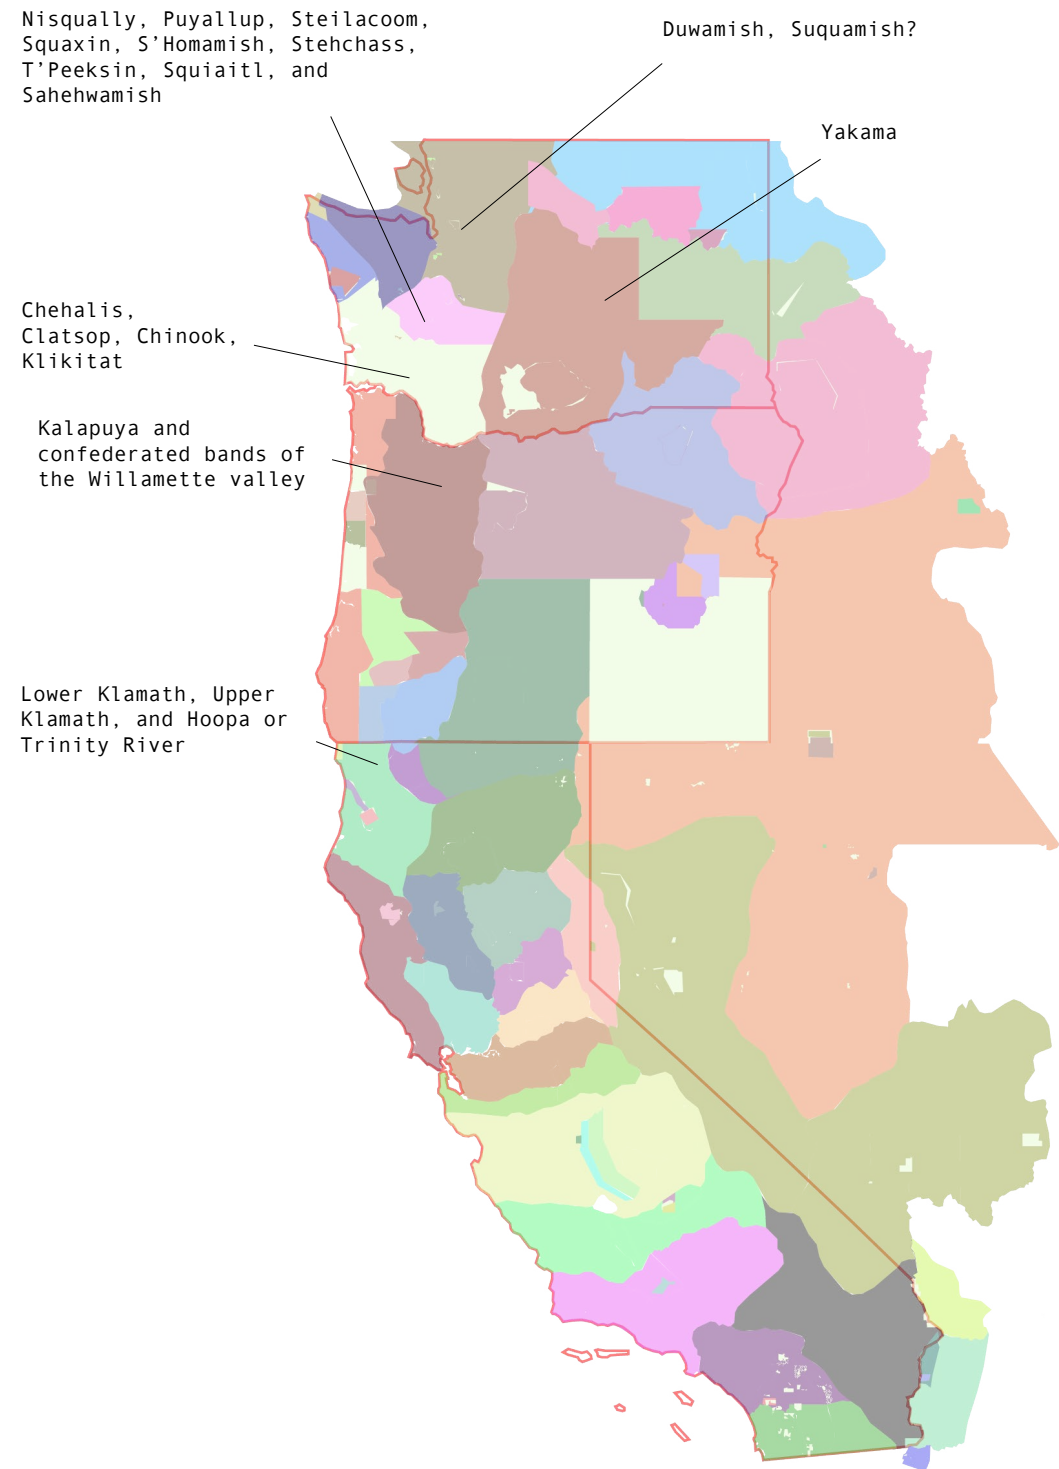 Nisqually, Puyallup, Steilacoom,
Squaxin, S’Homamish, Stehchass,
T’Peeksin, Squiaitl, and
Sahehwamish
Duwamish, Suquamish?
Yakama
Chehalis,
Clatsop, Chinook,
Klikitat
Kalapuya and
confederated bands of
the Willamette valley
Lower Klamath, Upper
Klamath, and Hoopa or
Trinity River